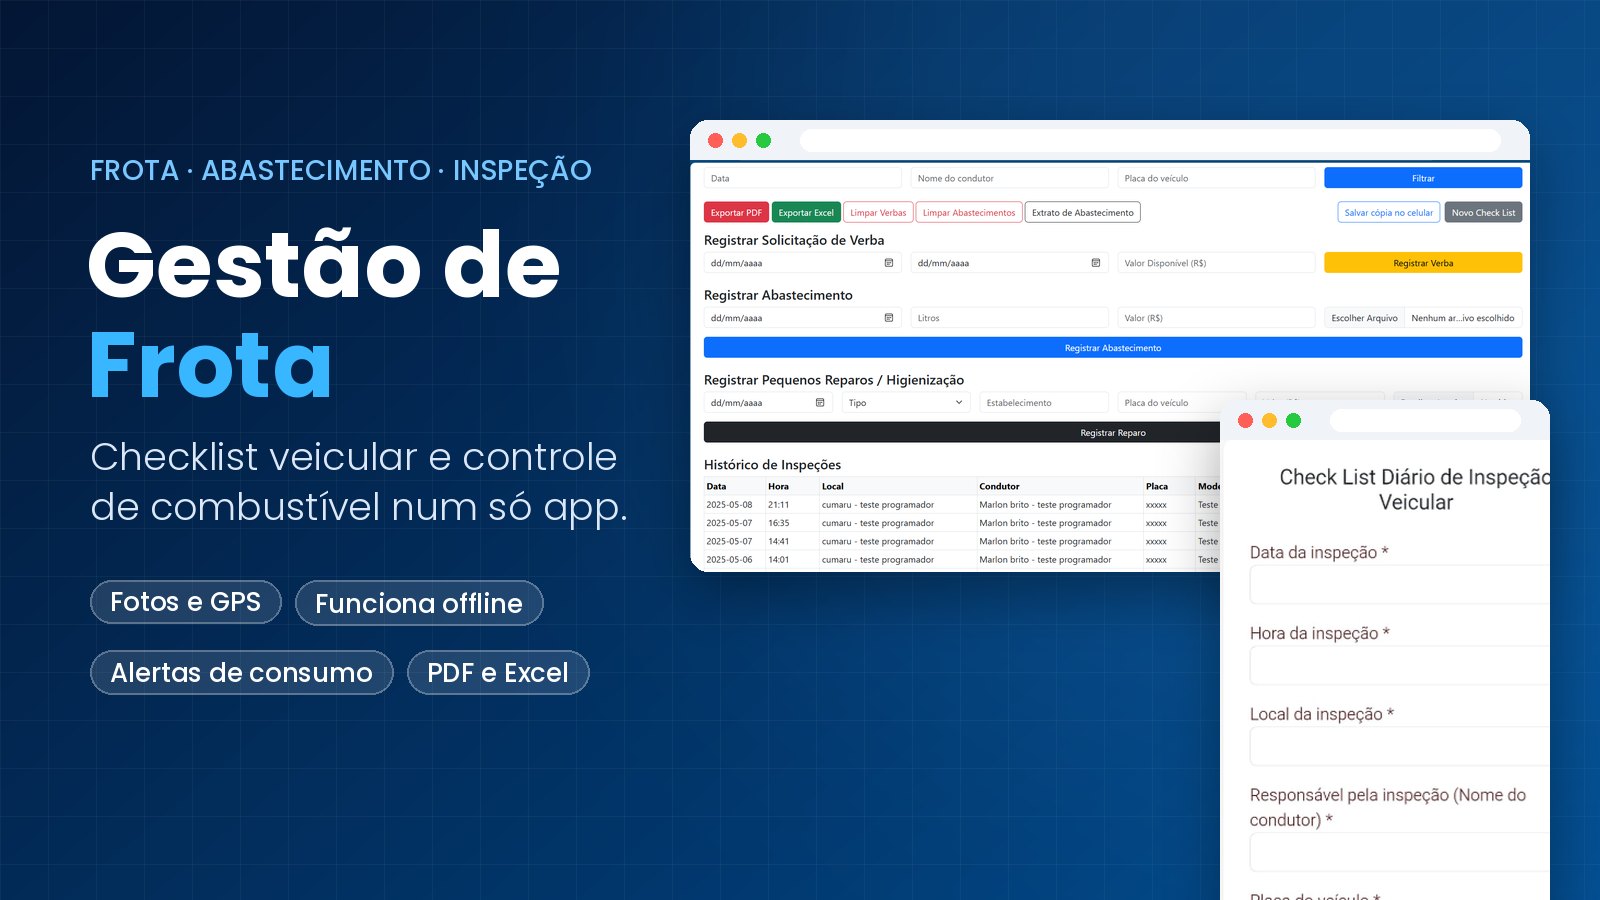 FROTA · ABASTECIMENTO · INSPEÇÃO
Gestão de
Frota
Checklist veicular e controle
de combustível num só app.
Fotos e GPS
Funciona offline
Alertas de consumo
PDF e Excel
Data
Nome do condutor
Placa do veículo
Filtrar
Exportar PDF
Exportar Excel
Limpar Verbas
Limpar Abastecimentos
Extrato de Abastecimento
Salvar cópia no celular
Novo Check List
Registrar Solicitação de Verba
dd/mm/aaaa
dd/mm/aaaa
Valor Disponível (R$)
Registrar Verba
Registrar Abastecimento
dd/mm/aaaa
Litros
Valor (R$)
Escolher Arquivo
Nenhum ar...ivo escolhido
Registrar Abastecimento
Registrar Pequenos Reparos / Higienização
dd/mm/aaaa
Tipo
Estabelecimento
Placa do veículo
Registrar Reparo
Histórico de Inspeções
Data Hora Local Condutor Placa Mode
2025-05-08 21:11 cumaru - teste programador Marlon brito - teste programador xxxxx Teste
2025-05-07 16:35 cumaru - teste programador Marlon brito - teste programador xxxxx Teste
2025-05-07 14:41 cumaru - teste programador Marlon brito - teste programador xxxxx Teste
2025-05-06 14:01 cumaru - teste programador Marlon brito - teste programador xxxxx Teste
Check List Diário de Inspeção
Veicular
Data da inspeção *
Hora da inspeção *
Local da inspeção *
Responsável pela inspeção (Nome do
condutor) *
Placa do veículo *